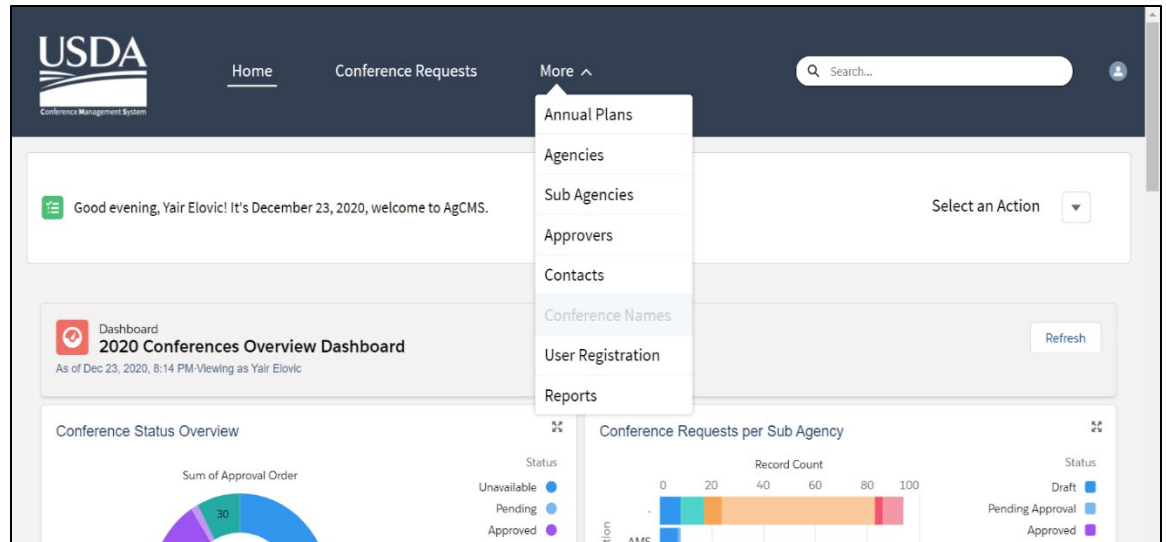 USDA
Conference Management System
Home
Conference Requests
More
Search...
Annual Plans
Agencies
Sub Agencies
Approvers
Contacts
Conference Names
User Registration
Reports
Good evening, Yair Elovic! It's December 23, 2020, welcome to AgCMS.
Select an Action
Dashboard
2020 Conferences Overview Dashboard
As of Dec 23, 2020, 8:14 PM·Viewing as Yair Elovic
Refresh
Conference Status Overview
Sum of Approval Order
30
Status
Unavailable
Pending
Approved
Conference Requests per Sub Agency
Record Count
0 20 40 60 80 100
-
AMS
Status
Draft
Pending Approval
Approved